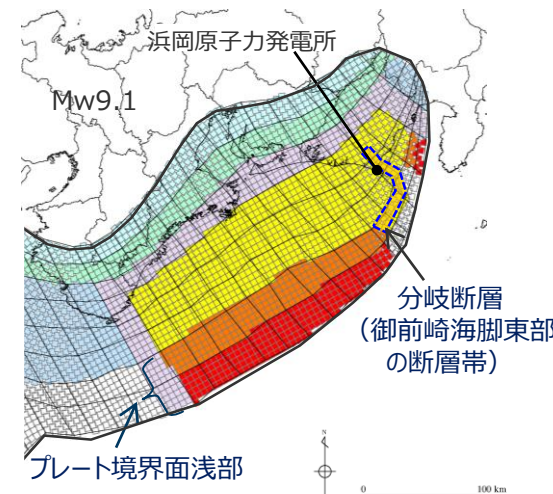 浜岡原子力発電所
Mw9.1
分岐断層
（御前崎海脚東部
の断層帯）
プレート境界面浅部
N
0 100 km